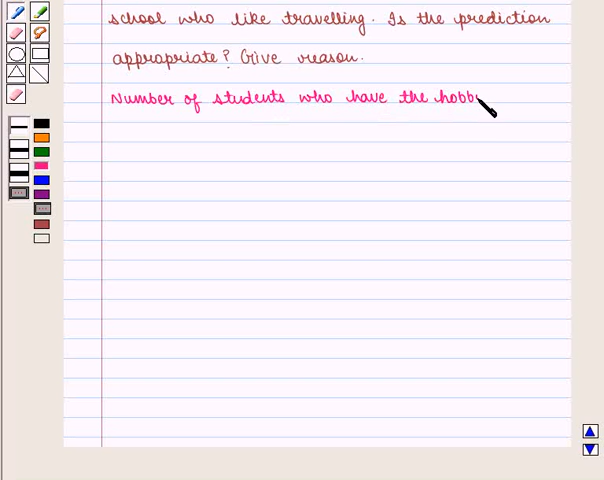 school who like travelling. Is the prediction
appropriate? Give reason.
Number of students who have the hobb